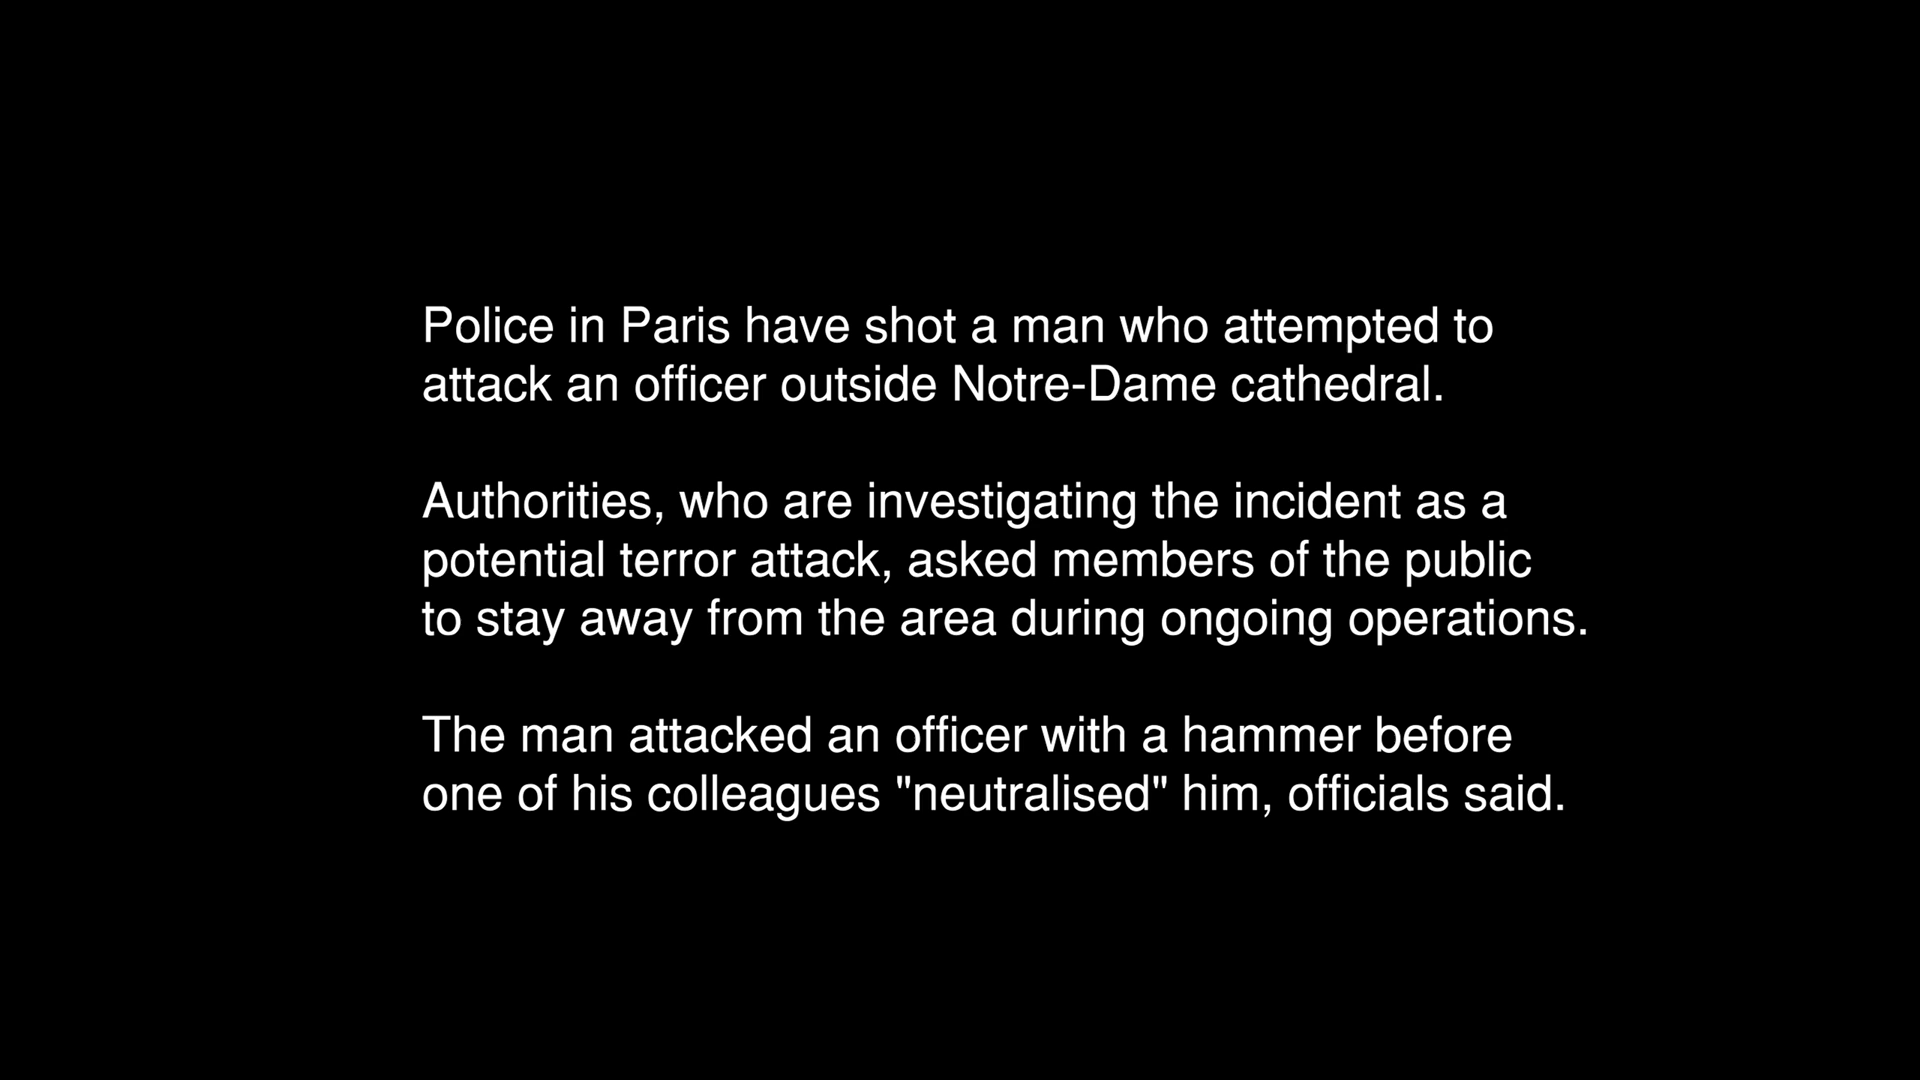 Police in Paris have shot a man who attempted to
attack an officer outside Notre-Dame cathedral.
Authorities, who are investigating the incident as a
potential terror attack, asked members of the public
to stay away from the area during ongoing operations.
The man attacked an officer with a hammer before
one of his colleagues "neutralised" him, officials said.